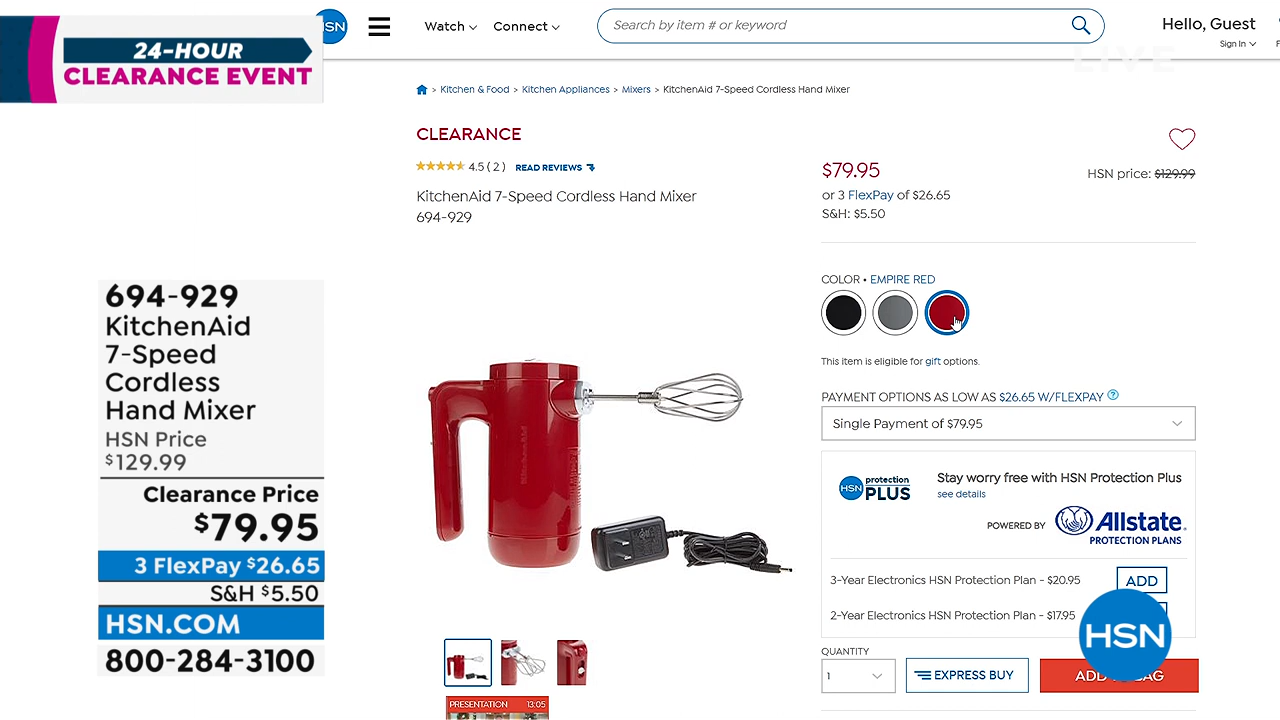 24-HOUR
CLEARANCE EVENT
HSN
Watch
Connect
Search by item # or keyword
Hello, Guest
Sign In
LIVE
> Kitchen & Food > Kitchen Appliances > Mixers > KitchenAid 7-Speed Cordless Hand Mixer
CLEARANCE
4.5 ( 2 ) READ REVIEWS
KitchenAid 7-Speed Cordless Hand Mixer
694-929
$79.95
HSN price: $129.99
or 3 FlexPay of $26.65
S&H: $5.50
COLOR • EMPIRE RED
This item is eligible for gift options.
PAYMENT OPTIONS AS LOW AS $26.65 W/FLEXPAY ?
Single Payment of $79.95
HSN protection PLUS
Stay worry free with HSN Protection Plus
see details
POWERED BY Allstate
PROTECTION PLANS
3-Year Electronics HSN Protection Plan - $20.95 ADD
2-Year Electronics HSN Protection Plan - $17.95
HSN
QUANTITY
1
EXPRESS BUY
PRESENTATION 13:05
694-929
KitchenAid
7-Speed
Cordless
Hand Mixer
HSN Price
$129.99
Clearance Price
$79.95
3 FlexPay $26.65
S&H $5.50
HSN.COM
800-284-3100
KitchenAid